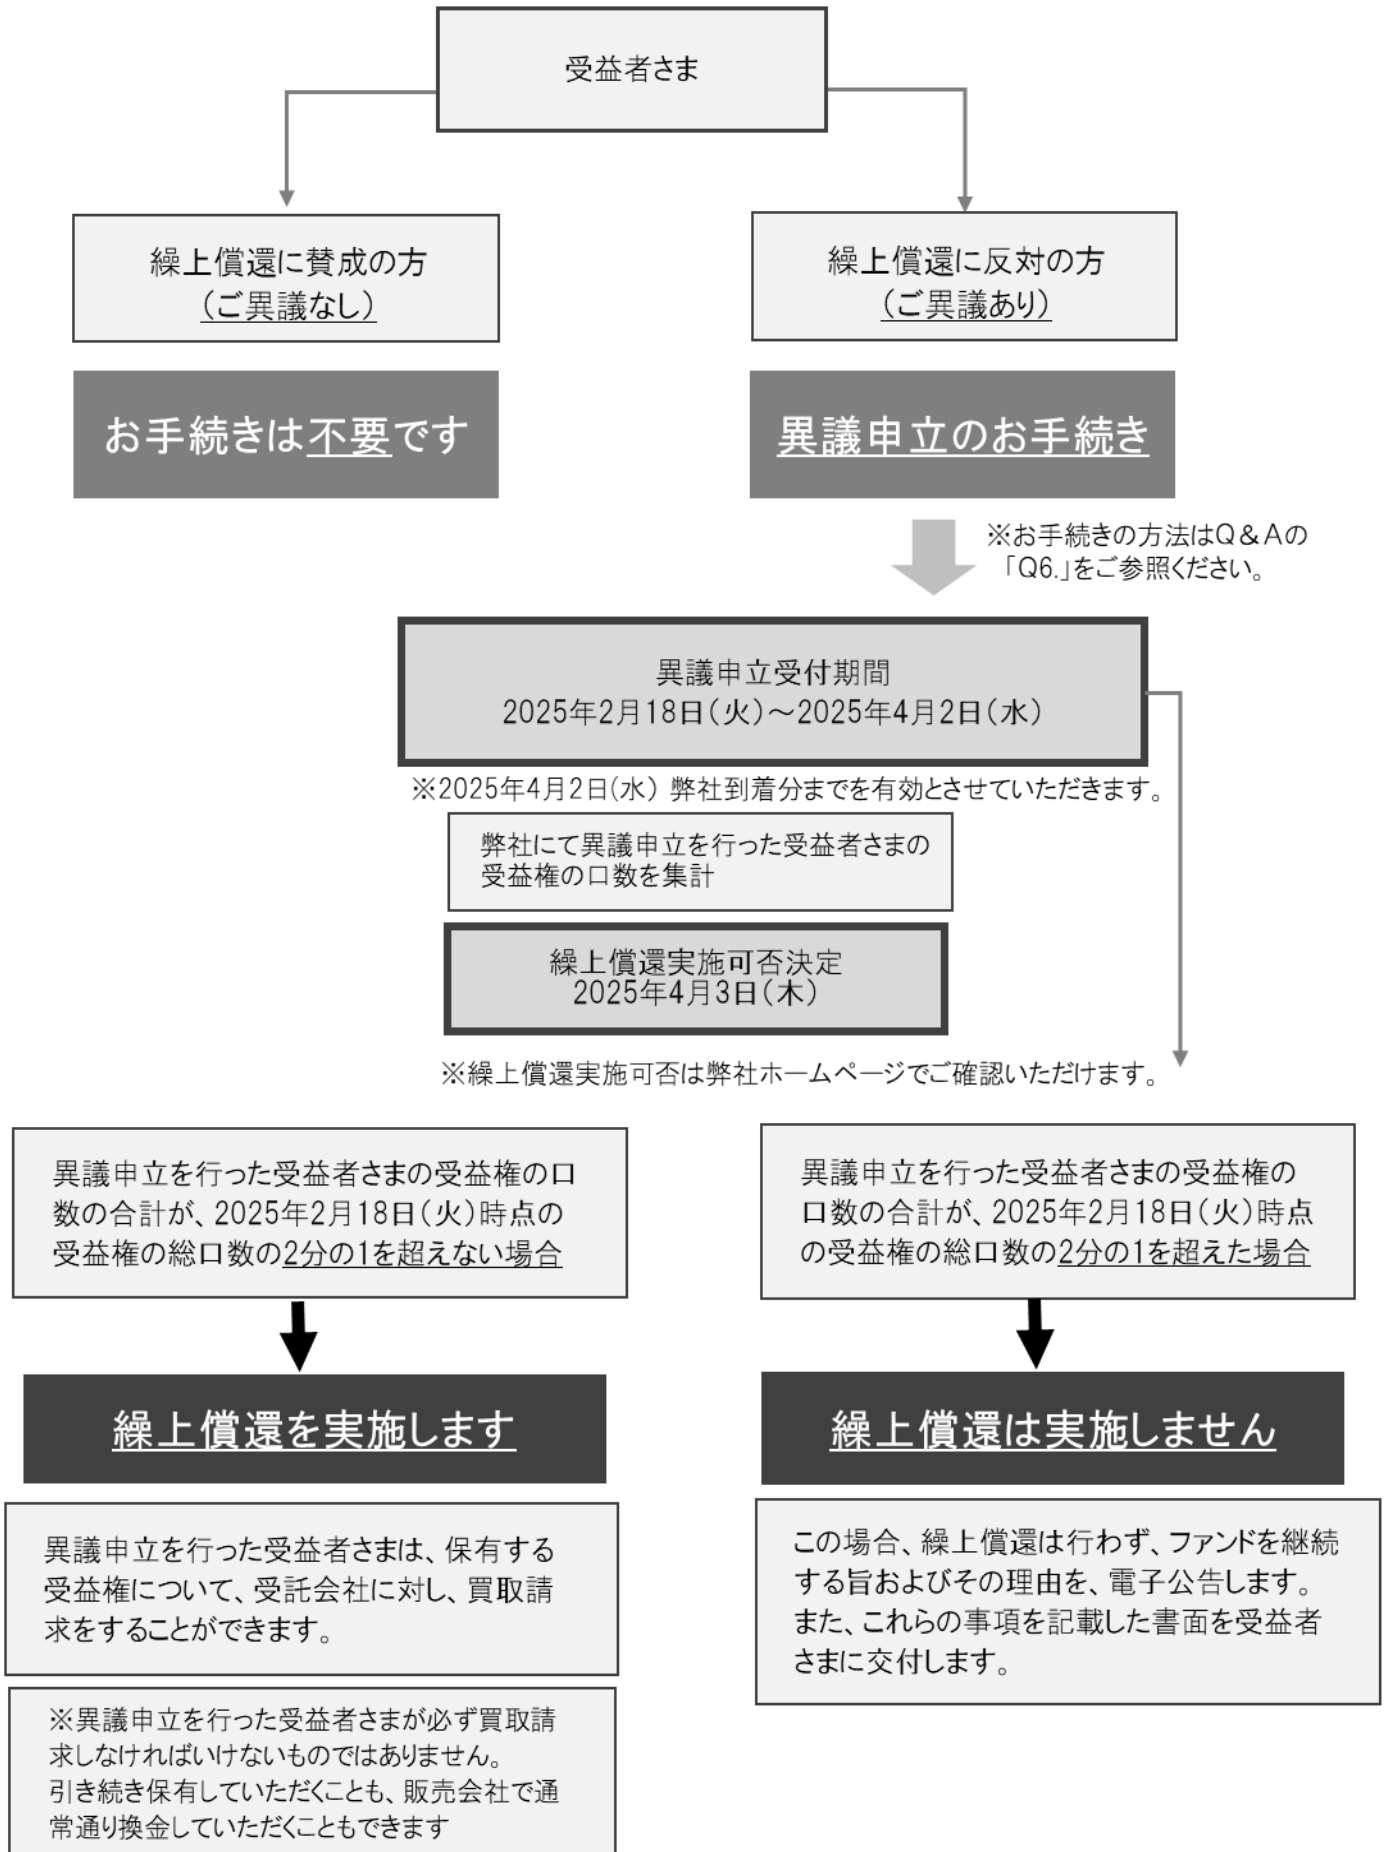 受益者さま
繰上償還に賛成の方
（ご異議なし）
繰上償還に反対の方
（ご異議あり）
お手続きは不要です
異議申立のお手続き
※お手続きの方法はQ＆Aの
「Q6.」をご参照ください。
異議申立受付期間
2025年2月18日（火）～2025年4月2日（水）
※2025年4月2日(水) 弊社到着分までを有効とさせていただきます。
弊社にて異議申立を行った受益者さまの
受益権の口数を集計
繰上償還実施可否決定
2025年4月3日（木）
※繰上償還実施可否は弊社ホームページでご確認いただけます。
異議申立を行った受益者さまの受益権の口
数の合計が、2025年2月18日（火）時点の
受益権の総口数の2分の1を超えない場合
異議申立を行った受益者さまの受益権の
口数の合計が、2025年2月18日（火）時点
の受益権の総口数の2分の1を超えた場合
繰上償還を実施します
繰上償還は実施しません
異議申立を行った受益者さまは、保有する
受益権について、受託会社に対し、買取請
求をすることができます。
この場合、繰上償還は行わず、ファンドを継続
する旨およびその理由を、電子公告します。
また、これらの事項を記載した書面を受益者
さまに交付します。
※異議申立を行った受益者さまが必ず買取請
求しなければいけないものではありません。
引き続き保有していただくことも、販売会社で通
常通り換金していただくこともできます